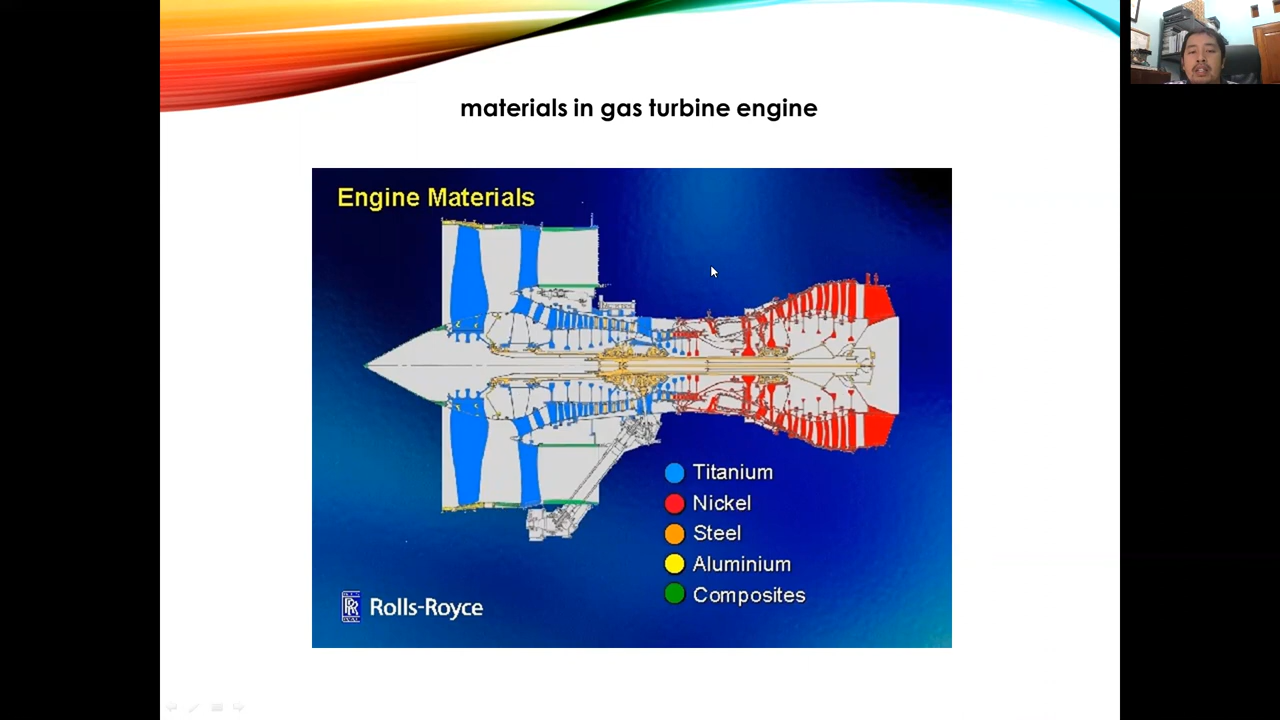 materials in gas turbine engine
Engine Materials
Titanium
Nickel
Steel
Aluminium
Composites
Rolls-Royce